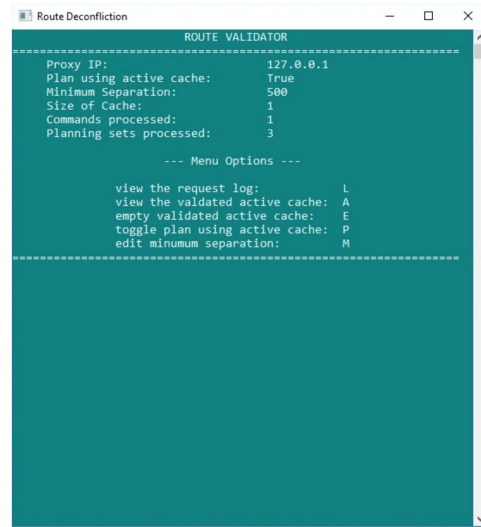 Route Deconfliction
ROUTE VALIDATOR
====================================================================
Proxy IP: 127.0.0.1
Plan using active cache: True
Minimum Separation: 500
Size of Cache: 1
Commands processed: 1
Planning sets processed: 3
--- Menu Options ---
view the request log: L
view the valdated active cache: A
empty validated active cache: E
toggle plan using active cache: P
edit minumum separation: M
====================================================================